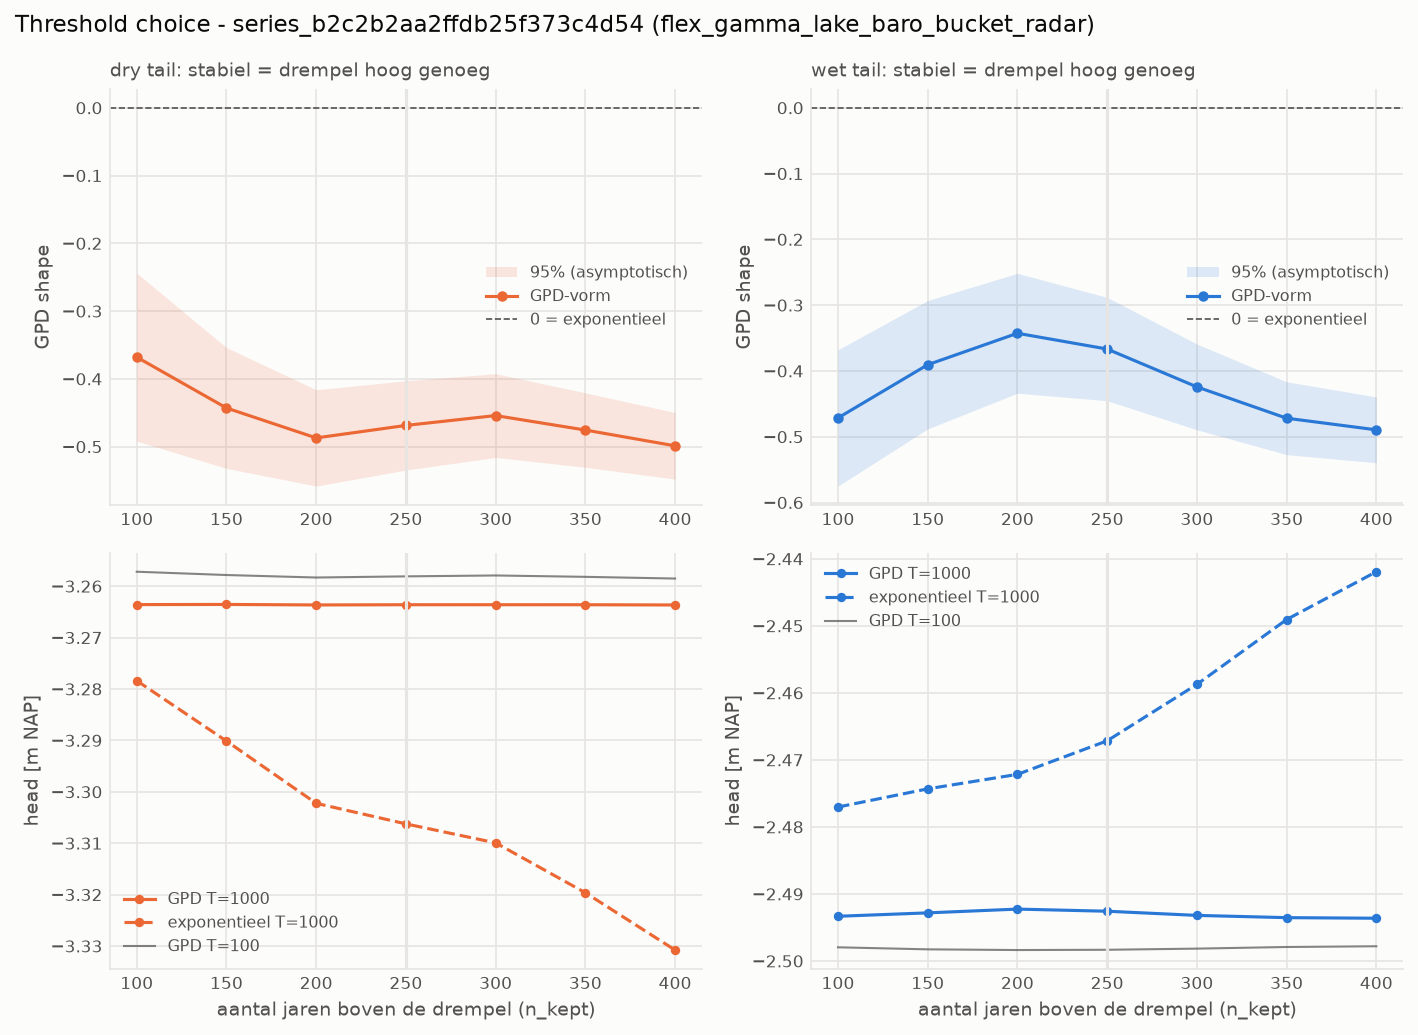 Threshold choice - series_b2c2b2aa2ffdb25f373c4d54 (flex_gamma_lake_baro_bucket_radar)
dry tail: stabiel = drempel hoog genoeg
0.0
−0.1
−0.2
−0.3
−0.4
−0.5
GPD shape
95% (asymptotisch)
GPD-vorm
0 = exponentieel
100 150 200 250 300 350 400
wet tail: stabiel = drempel hoog genoeg
0.0
−0.1
−0.2
−0.3
−0.4
−0.5
−0.6
GPD shape
95% (asymptotisch)
GPD-vorm
0 = exponentieel
100 150 200 250 300 350 400
−3.26
−3.27
−3.28
−3.29
−3.30
−3.31
−3.32
−3.33
head [m NAP]
GPD T=1000
exponentieel T=1000
GPD T=100
100 150 200 250 300 350 400
aantal jaren boven de drempel (n_kept)
−2.44
−2.45
−2.46
−2.47
−2.48
−2.49
−2.50
head [m NAP]
GPD T=1000
exponentieel T=1000
GPD T=100
100 150 200 250 300 350 400
aantal jaren boven de drempel (n_kept)